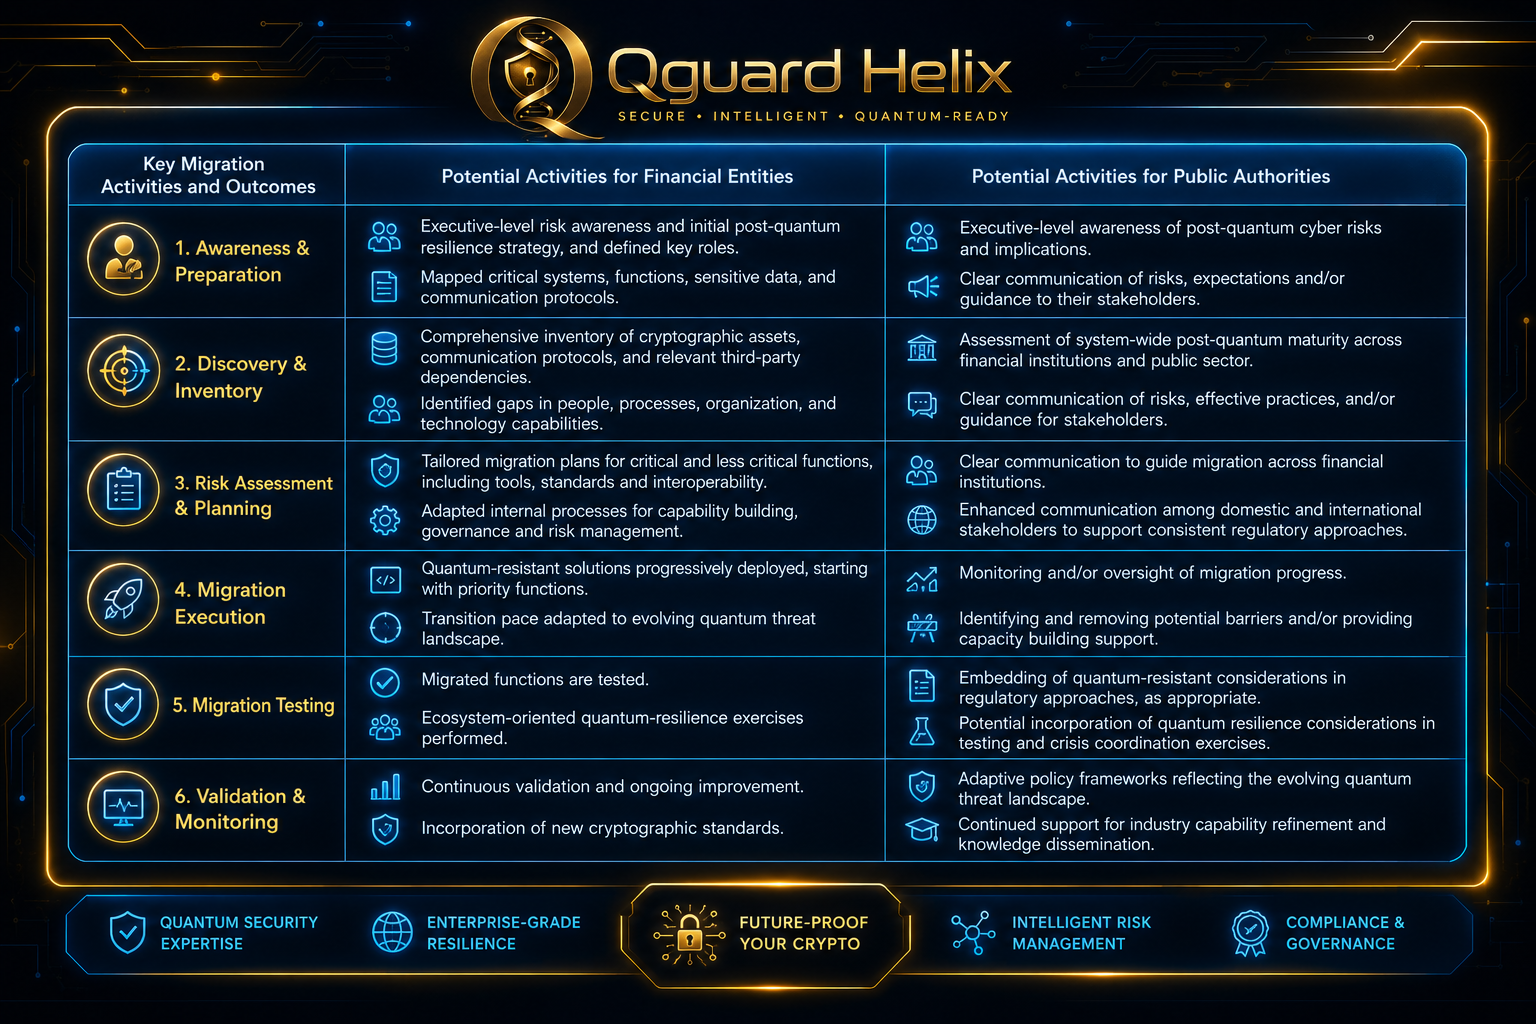 Qguard Helix
SECURE • INTELLIGENT • QUANTUM-READY
Key Migration
Activities and Outcomes
Potential Activities for Financial Entities
Potential Activities for Public Authorities
1. Awareness &
Preparation
Executive-level risk awareness and initial post-quantum
resilience strategy, and defined key roles.
Mapped critical systems, functions, sensitive data, and
communication protocols.
Executive-level awareness of post-quantum cyber risks
and implications.
Clear communication of risks, expectations and/or
guidance to their stakeholders.
2. Discovery &
Inventory
Comprehensive inventory of cryptographic assets,
communication protocols, and relevant third-party
dependencies.
Identified gaps in people, processes, organization, and
technology capabilities.
Assessment of system-wide post-quantum maturity across
financial institutions and public sector.
Clear communication of risks, effective practices, and/or
guidance for stakeholders.
3. Risk Assessment
& Planning
Tailored migration plans for critical and less critical functions,
including tools, standards and interoperability.
Adapted internal processes for capability building,
governance and risk management.
Clear communication to guide migration across financial
institutions.
Enhanced communication among domestic and international
stakeholders to support consistent regulatory approaches.
4. Migration
Execution
Quantum-resistant solutions progressively deployed, starting
with priority functions.
Transition pace adapted to evolving quantum threat
landscape.
Monitoring and/or oversight of migration progress.
Identifying and removing potential barriers and/or providing
capacity building support.
5. Migration Testing
Migrated functions are tested.
Ecosystem-oriented quantum-resilience exercises
performed.
Embedding of quantum-resistant considerations in
regulatory approaches, as appropriate.
Potential incorporation of quantum resilience considerations in
testing and crisis coordination exercises.
6. Validation &
Monitoring
Continuous validation and ongoing improvement.
Incorporation of new cryptographic standards.
Adaptive policy frameworks reflecting the evolving quantum
threat landscape.
Continued support for industry capability refinement and
knowledge dissemination.
QUANTUM SECURITY
EXPERTISE
ENTERPRISE-GRADE
RESILIENCE
FUTURE-PROOF
YOUR CRYPTO
INTELLIGENT RISK
MANAGEMENT
COMPLIANCE &
GOVERNANCE